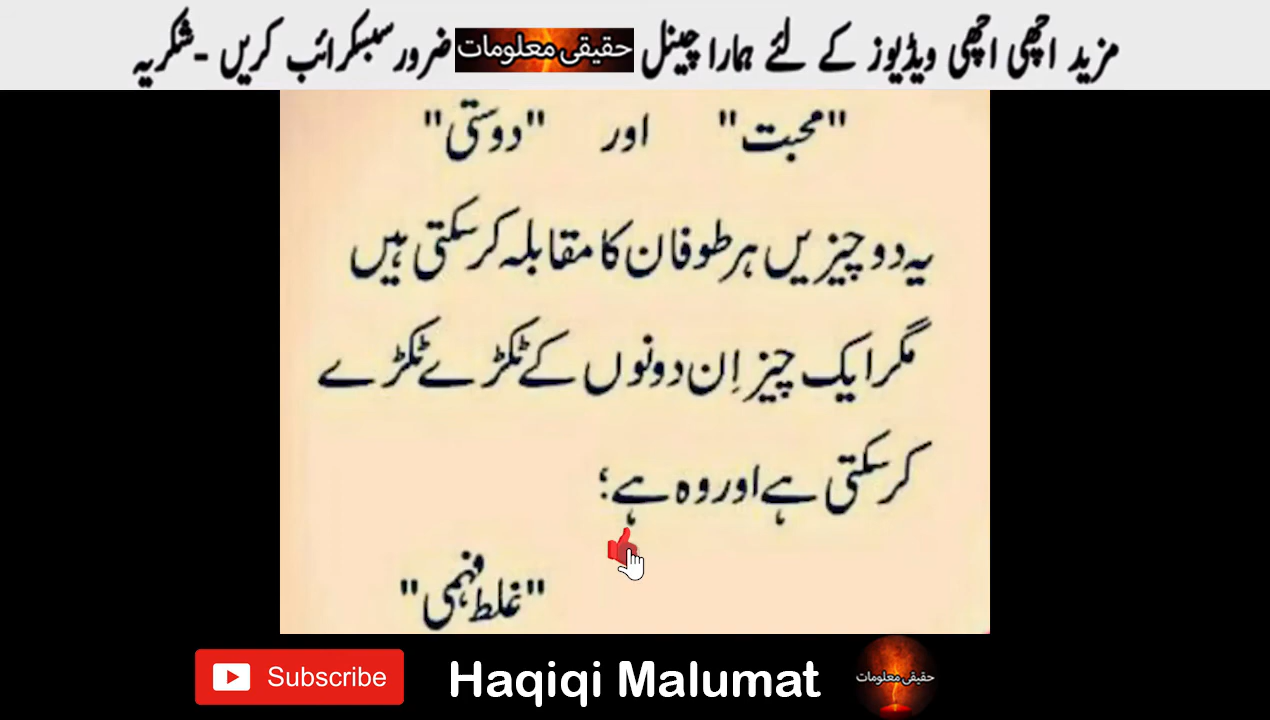 مزید اچھی اچھی ویڈیوز کے لئے ہمارا چینل حقیقی معلومات ضرور سبسکرائب کریں -شکریہ
"محبت" اور "دوستی"
یہ دو چیزیں ہر طوفان کا مقابلہ کر سکتی ہیں
مگر ایک چیز اِن دونوں کے ٹکڑے ٹکڑے
کر سکتی ہے اور وہ ہے؛
"غلط فہمی"
Subscribe Haqiqi Malumat حقیقی معلومات